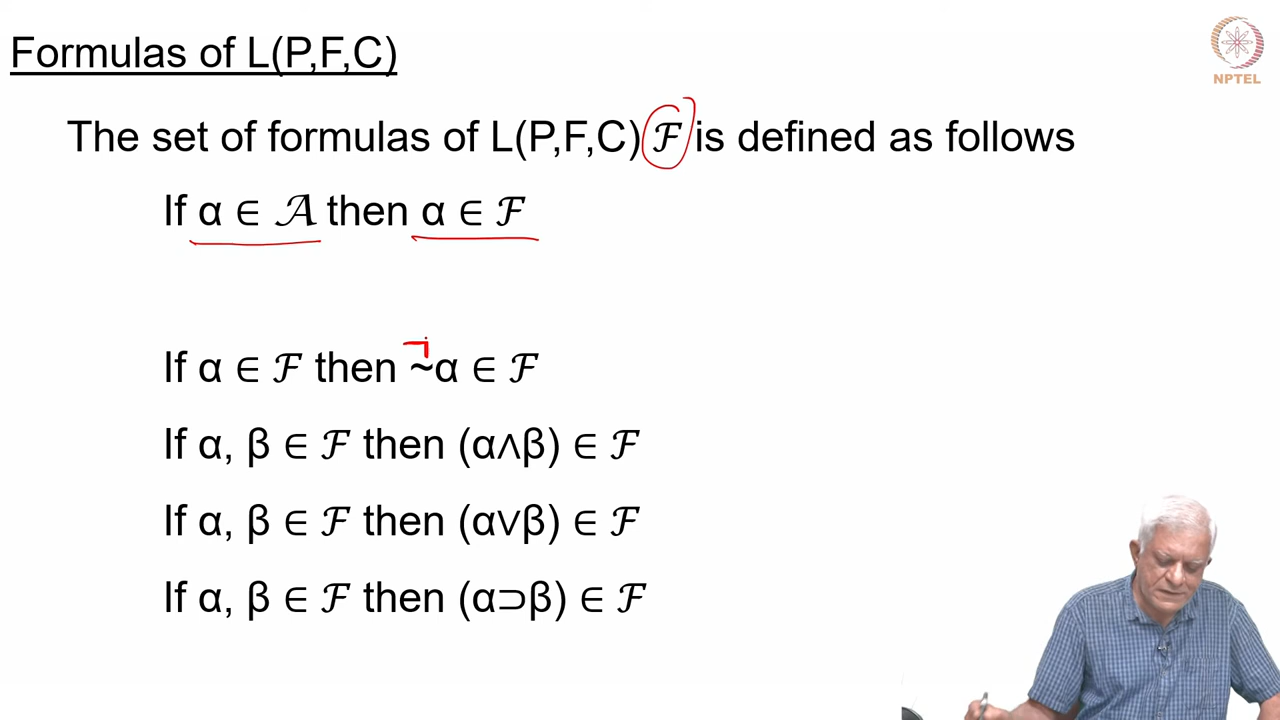 Formulas of L(P,F,C)
NPTEL
The set of formulas of L(P,F,C) ℱ is defined as follows
If α ∈ 𝒜 then α ∈ ℱ
¬
If α ∈ ℱ then ~α ∈ ℱ
If α, β ∈ ℱ then (α∧β) ∈ ℱ
If α, β ∈ ℱ then (α∨β) ∈ ℱ
If α, β ∈ ℱ then (α⊃β) ∈ ℱ